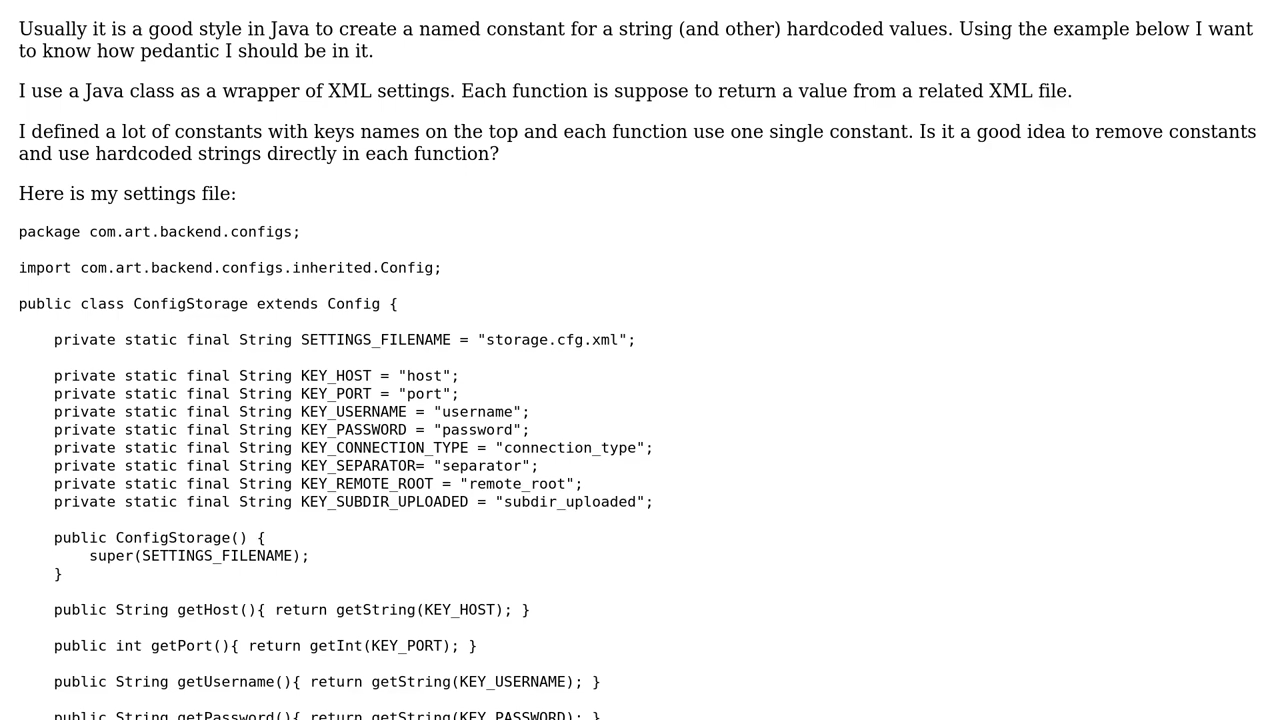 Usually it is a good style in Java to create a named constant for a string (and other) hardcoded values. Using the example below I want
to know how pedantic I should be in it.
I use a Java class as a wrapper of XML settings. Each function is suppose to return a value from a related XML file.
I defined a lot of constants with keys names on the top and each function use one single constant. Is it a good idea to remove constants
and use hardcoded strings directly in each function?
Here is my settings file:
package com.art.backend.configs;
import com.art.backend.configs.inherited.Config;
public class ConfigStorage extends Config {
private static final String SETTINGS_FILENAME = "storage.cfg.xml";
private static final String KEY_HOST = "host";
private static final String KEY_PORT = "port";
private static final String KEY_USERNAME = "username";
private static final String KEY_PASSWORD = "password";
private static final String KEY_CONNECTION_TYPE = "connection_type";
private static final String KEY_SEPARATOR= "separator";
private static final String KEY_REMOTE_ROOT = "remote_root";
private static final String KEY_SUBDIR_UPLOADED = "subdir_uploaded";
public ConfigStorage() {
super(SETTINGS_FILENAME);
}
public String getHost(){ return getString(KEY_HOST); }
public int getPort(){ return getInt(KEY_PORT); }
public String getUsername(){ return getString(KEY_USERNAME); }
public String getPassword(){ return getString(KEY_PASSWORD); }